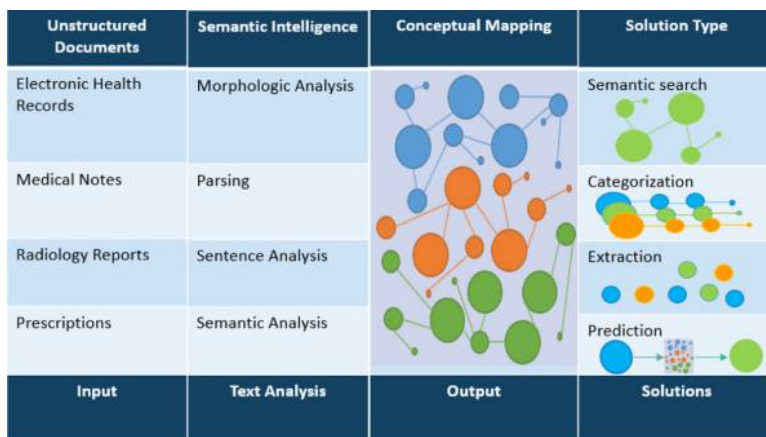 Unstructured
Documents
Semantic Intelligence
Conceptual Mapping
Solution Type
Electronic Health
Records
Morphologic Analysis
Semantic search
Medical Notes
Parsing
Categorization
Radiology Reports
Sentence Analysis
Extraction
Prescriptions
Semantic Analysis
Prediction
Input
Text Analysis
Output
Solutions